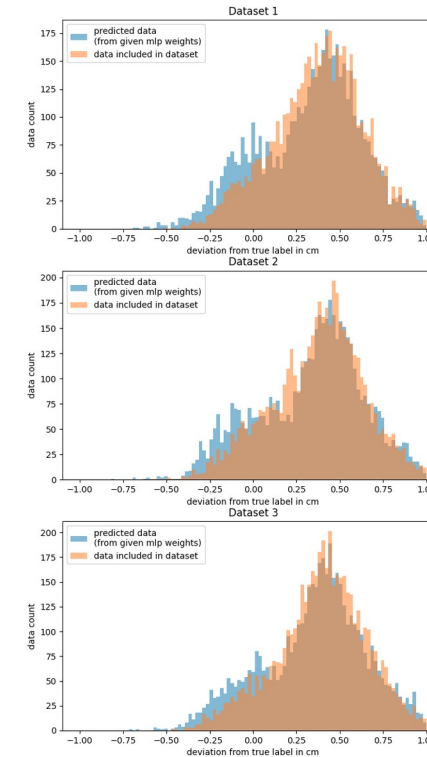 Dataset 1
predicted data
(from given mlp weights)
data included in dataset
data count
175
150
125
100
75
50
25
0
−1.00 −0.75 −0.50 −0.25 0.00 0.25 0.50 0.75 1.0
deviation from true label in cm
Dataset 2
predicted data
(from given mlp weights)
data included in dataset
data count
200
175
150
125
100
75
50
25
0
−1.00 −0.75 −0.50 −0.25 0.00 0.25 0.50 0.75 1.0
deviation from true label in cm
Dataset 3
predicted data
(from given mlp weights)
data included in dataset
data count
200
175
150
125
100
75
50
25
0
−1.00 −0.75 −0.50 −0.25 0.00 0.25 0.50 0.75 1.0
deviation from true label in cm